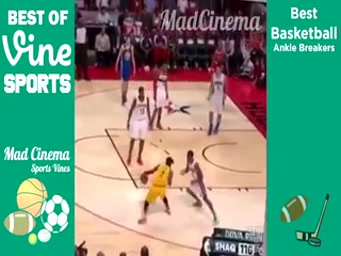 BEST OF
Vine
SPORTS
Mad Cinema
Sports Vines
MadCinema
Best
Basketball
Ankle Breakers
SHAQ